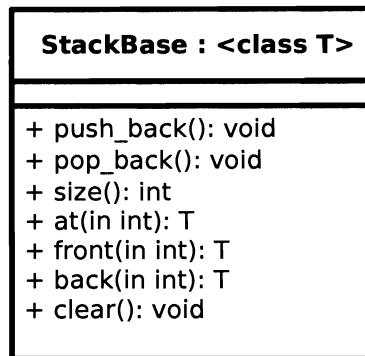 StackBase : <class T>
+ push_back(): void
+ pop_back(): void
+ size(): int
+ at(in int): T
+ front(in int): T
+ back(in int): T
+ clear(): void